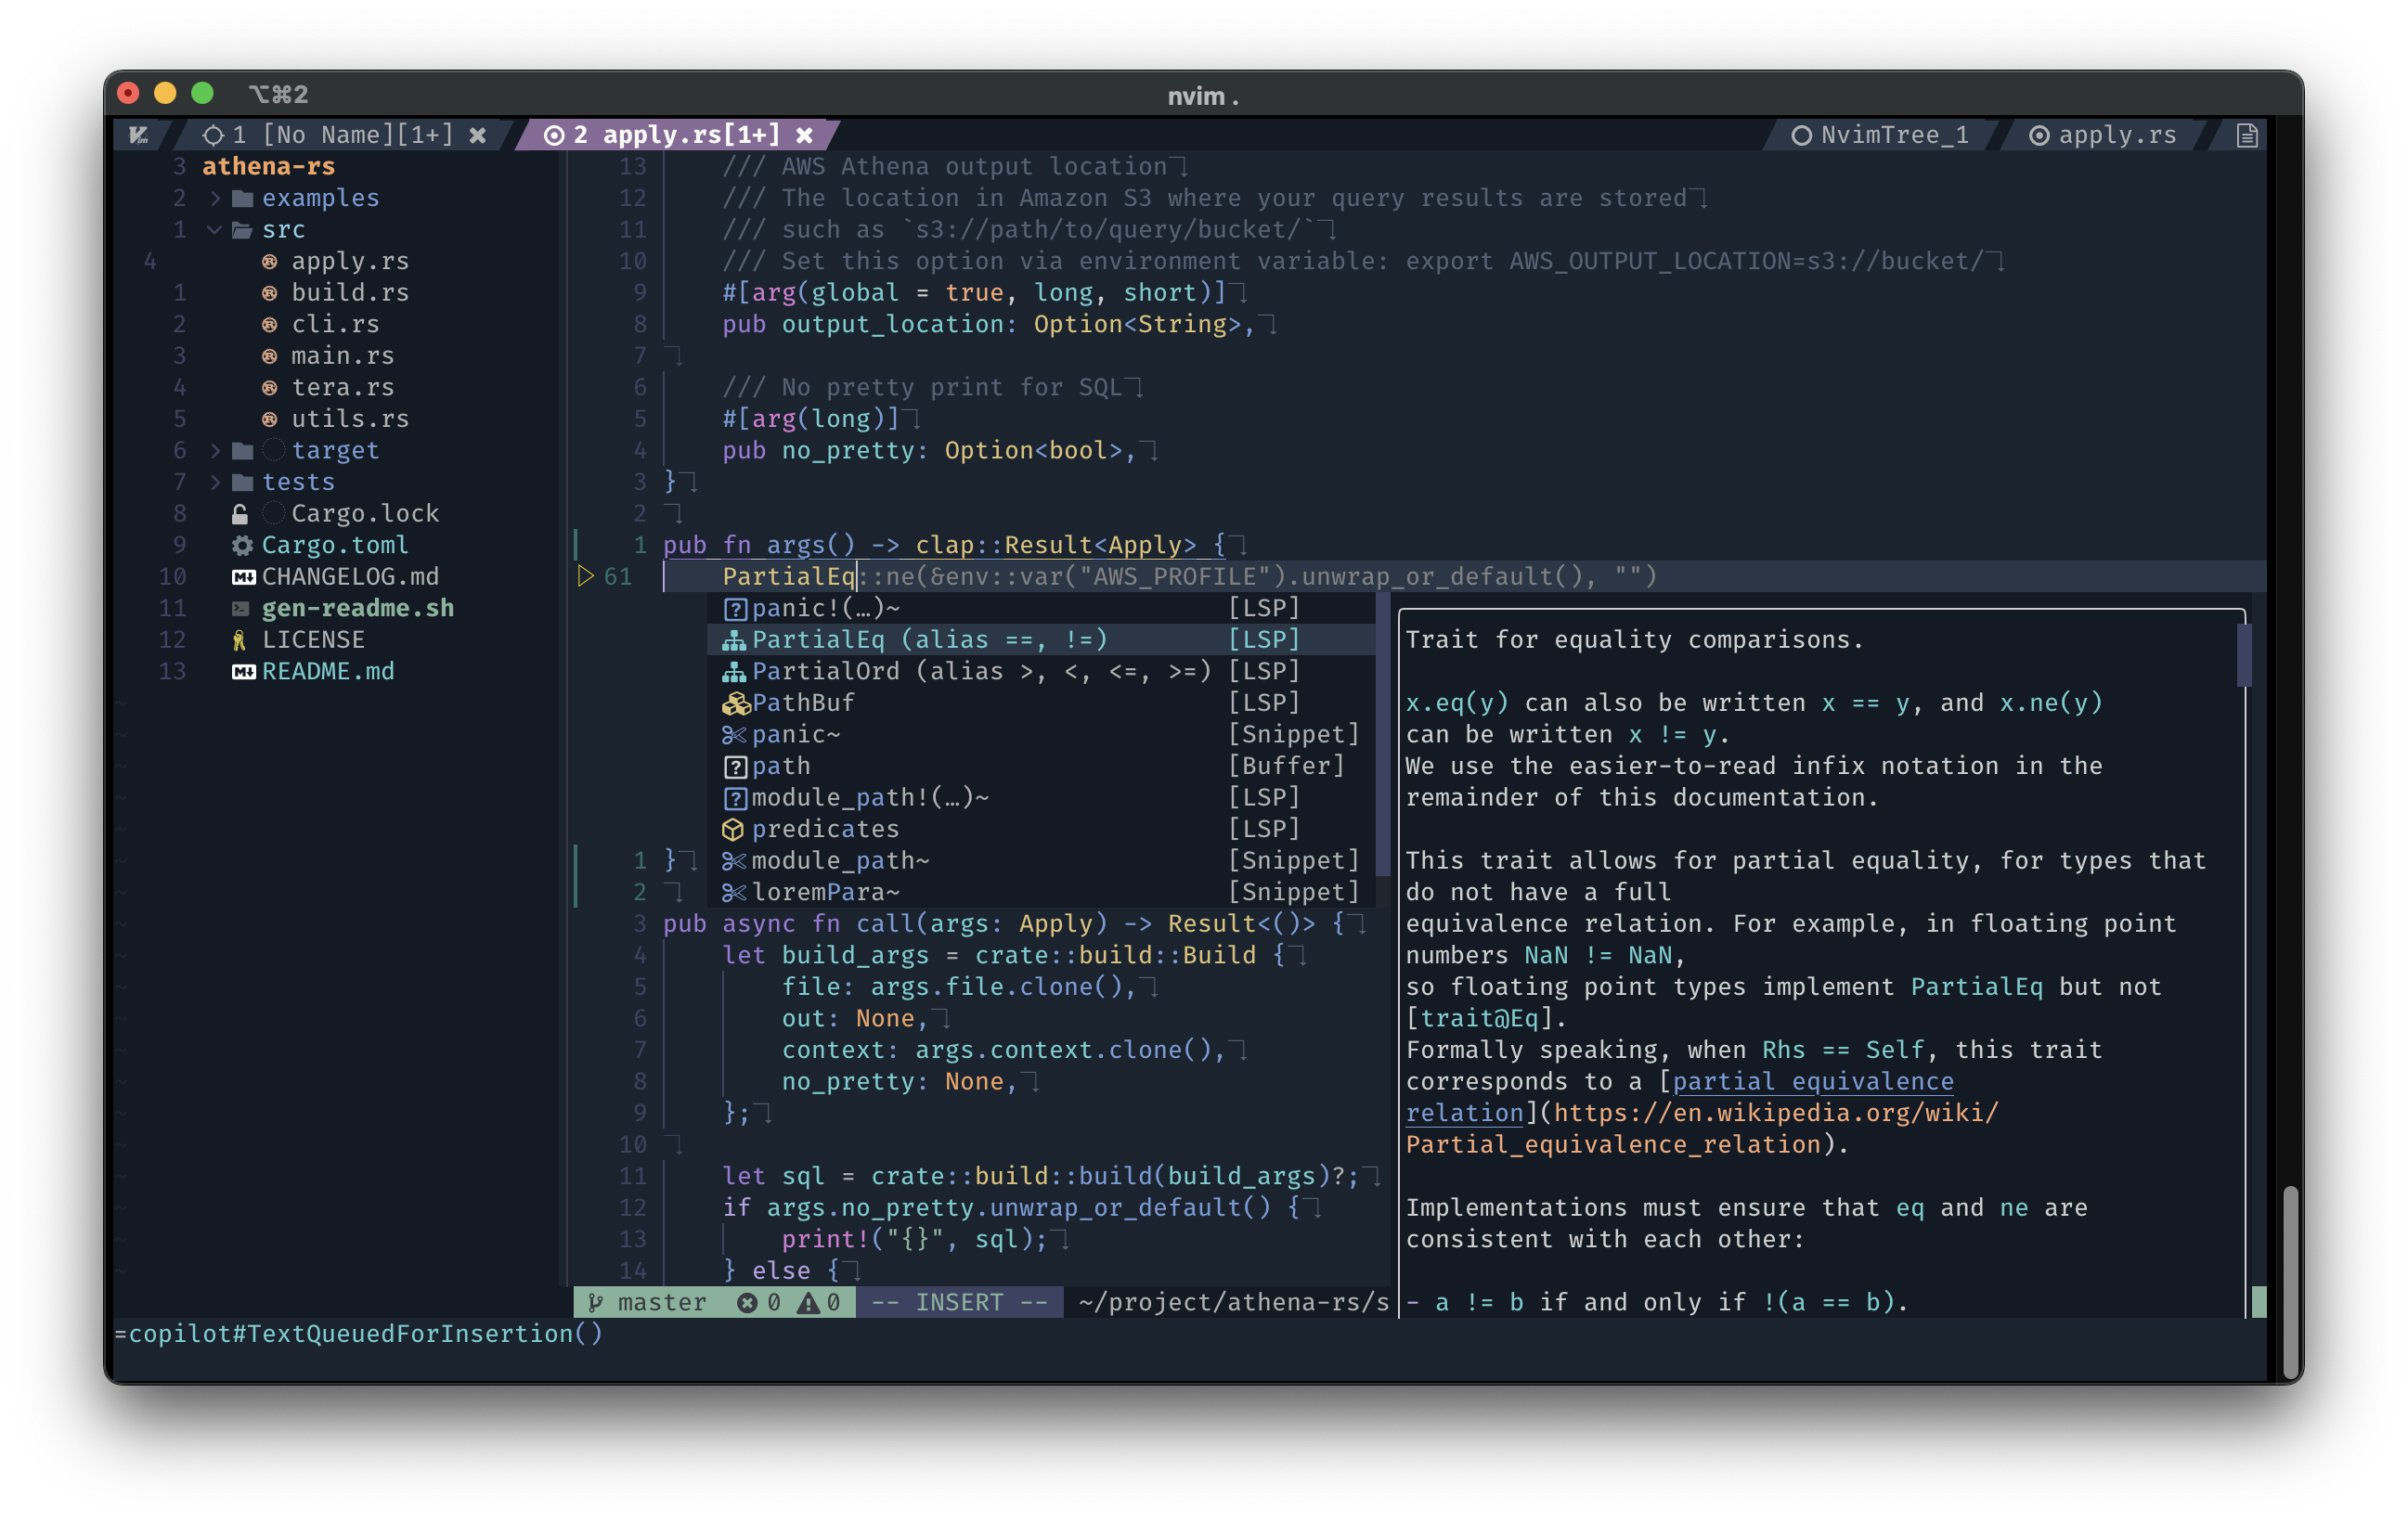 ⌥⌘2
nvim .
1 [No Name][1+] ✖
2 apply.rs[1+] ✖
NvimTree_1
apply.rs
3 athena-rs
2 > examples
1 src
4 apply.rs
1 build.rs
2 cli.rs
3 main.rs
4 tera.rs
5 utils.rs
6 > target
7 > tests
8 Cargo.lock
9 Cargo.toml
10 CHANGELOG.md
11 gen-readme.sh
12 LICENSE
13 README.md
13 /// AWS Athena output location
12 /// The location in Amazon S3 where your query results are stored
11 /// such as `s3://path/to/query/bucket/`
10 /// Set this option via environment variable: export AWS_OUTPUT_LOCATION=s3://bucket/
9 #[arg(global = true, long, short)]
8 pub output_location: Option<String>,
7
6 /// No pretty print for SQL
5 #[arg(long)]
4 pub no_pretty: Option<bool>,
3 }
2
1 pub fn args() -> clap::Result<Apply> {
61 PartialEq::ne(&env::var("AWS_PROFILE").unwrap_or_default(), "")
panic!(…)~ [LSP]
PartialEq (alias ==, !=) [LSP]
PartialOrd (alias >, <, <=, >=) [LSP]
PathBuf [LSP]
panic~ [Snippet]
path [Buffer]
module_path!(…)~ [LSP]
predicates [LSP]
1 } module_path~ [Snippet]
2 loremPara~ [Snippet]
3 pub async fn call(args: Apply) -> Result<()> {
4 let build_args = crate::build::Build {
5 file: args.file.clone(),
6 out: None,
7 context: args.context.clone(),
8 no_pretty: None,
9 };
10
11 let sql = crate::build::build(build_args)?;
12 if args.no_pretty.unwrap_or_default() {
13 print!("{}", sql);
14 } else {
Trait for equality comparisons.
x.eq(y) can also be written x == y, and x.ne(y)
can be written x != y.
We use the easier-to-read infix notation in the
remainder of this documentation.
This trait allows for partial equality, for types that
do not have a full
equivalence relation. For example, in floating point
numbers NaN != NaN,
so floating point types implement PartialEq but not
[trait@Eq].
Formally speaking, when Rhs == Self, this trait
corresponds to a [partial equivalence
relation](https://en.wikipedia.org/wiki/
Partial_equivalence_relation).
Implementations must ensure that eq and ne are
consistent with each other:
- a != b if and only if !(a == b).
master 0 0 -- INSERT -- ~/project/athena-rs/s
=copilot#TextQueuedForInsertion()